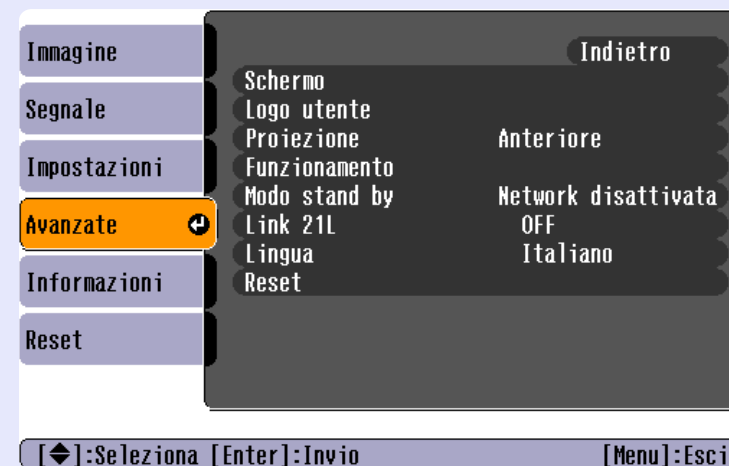 Immagine
Segnale
Impostazioni
Avanzate
Informazioni
Reset
Indietro
Schermo
Logo utente
Proiezione Anteriore
Funzionamento
Modo stand by Network disattivata
Link 21L OFF
Lingua Italiano
Reset
[◆]:Seleziona [Enter]:Invio [Menu]:Esci